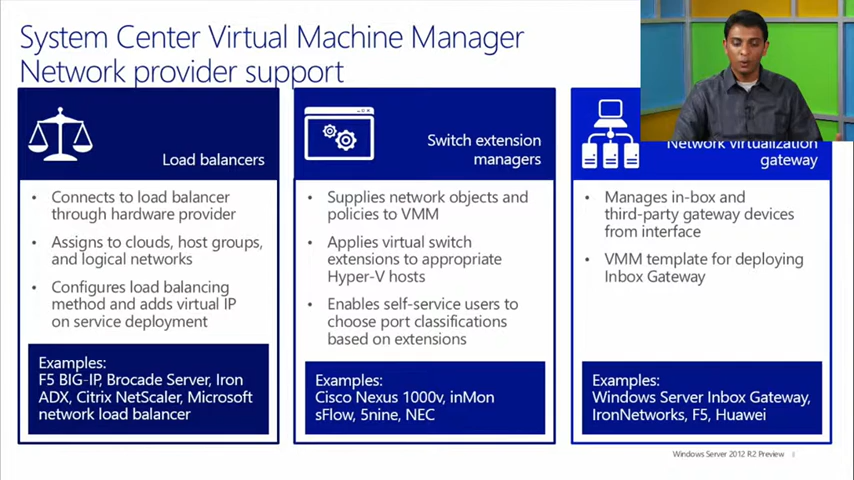 System Center Virtual Machine Manager
Network provider support
Load balancers
• Connects to load balancer
through hardware provider
• Assigns to clouds, host groups,
and logical networks
• Configures load balancing
method and adds virtual IP
on service deployment
Examples:
F5 BIG-IP, Brocade Server, Iron
ADX, Citrix NetScaler, Microsoft
network load balancer
Switch extension
managers
• Supplies network objects and
policies to VMM
• Applies virtual switch
extensions to appropriate
Hyper-V hosts
• Enables self-service users to
choose port classifications
based on extensions
Examples:
Cisco Nexus 1000v, inMon
sFlow, 5nine, NEC
Network virtualization
gateway
• Manages in-box and
third-party gateway devices
from interface
• VMM template for deploying
Inbox Gateway
Examples:
Windows Server Inbox Gateway,
IronNetworks, F5, Huawei
Windows Server 2012 R2 Preview